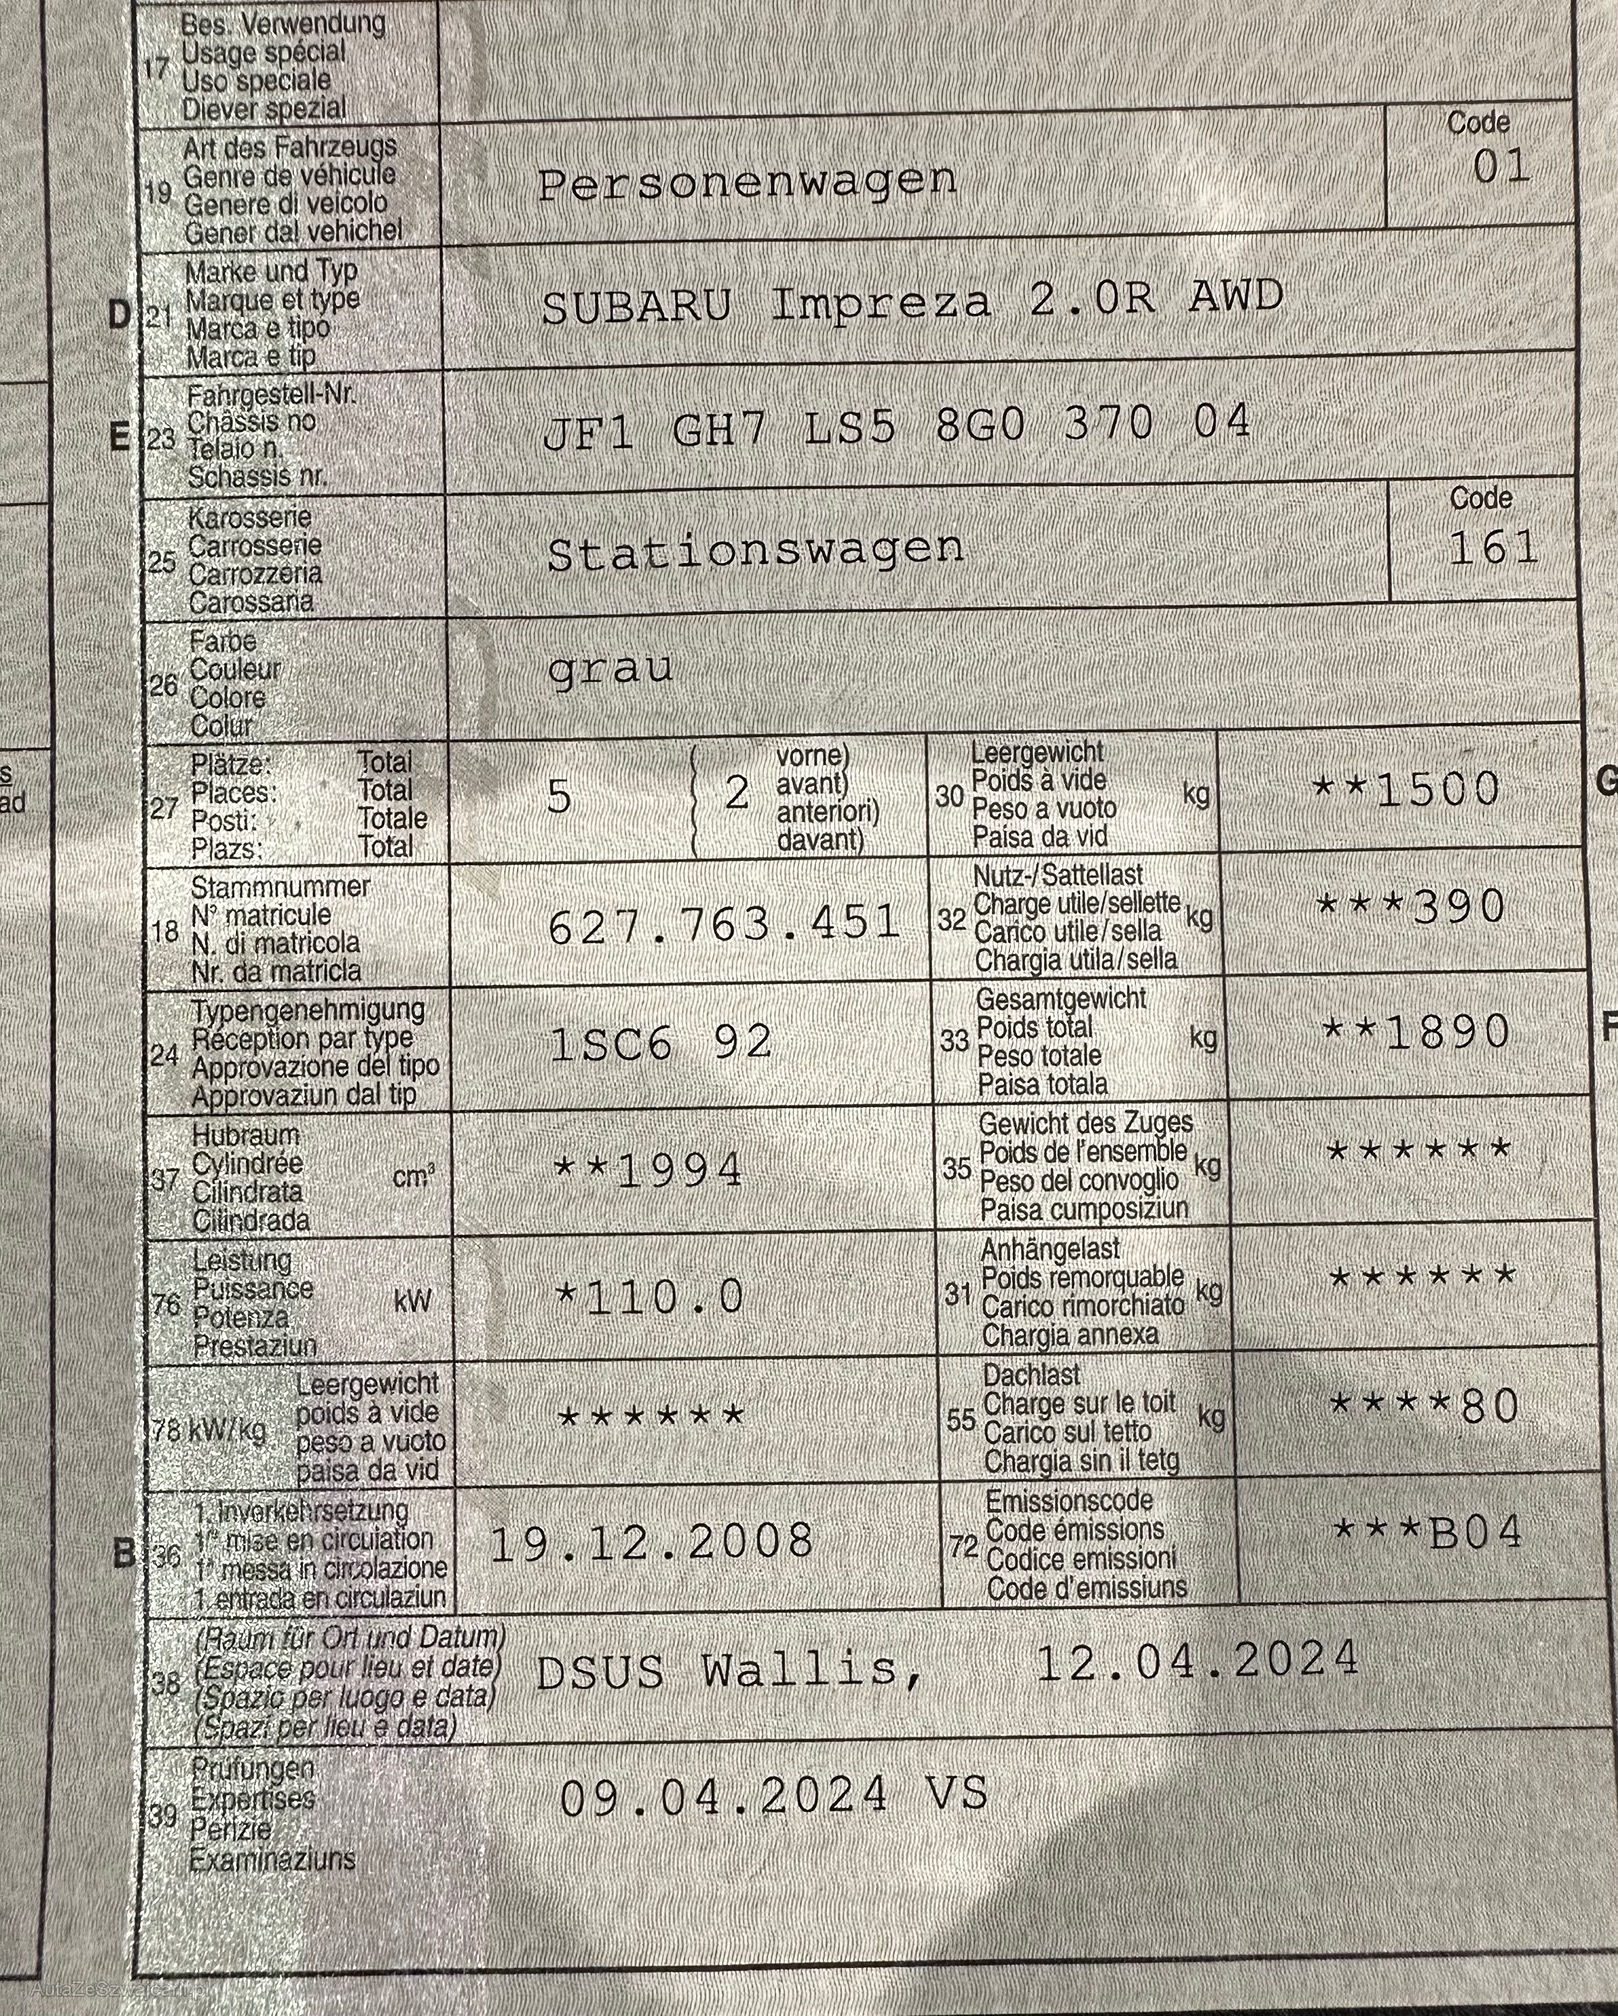 Bes. Verwendung
17 Usage spécial
Uso speciale
Diever spezial
Art des Fahrzeugs
19 Genre de véhicule
Genere di veicolo
Gener dal vehichel
Personenwagen
Code
01
Marke und Typ
D 21 Marque et type
Marca e tipo
Marca e tip
SUBARU Impreza 2.0R AWD
Fahrgestell-Nr.
E 23 Châssis no
Telaio n.
Schassis nr.
JF1 GH7 LS5 8G0 370 04
Karosserie
25 Carrosserie
Carrozzeria
Carossaria
Stationswagen
Code
161
Farbe
26 Couleur
Colore
Colur
grau
Plätze: Total
27 Places: Total
Posti: Totale
Plazs: Total
5
2
vorne)
avant)
anteriori)
davant)
Leergewicht
30 Poids à vide kg
Peso a vuoto
Paisa da vid
**1500
G
s
ad
Stammnummer
18 N° matricule
N. di matricola
Nr. da matricla
627.763.451
Nutz-/Sattellast
32 Charge utile/sellette kg
Carico utile/sella
Chargia utila/sella
***390
Typengenehmigung
24 Réception par type
Approvazione del tipo
Approvaziun dal tip
1SC6 92
Gesamtgewicht
33 Poids total kg
Peso totale
Paisa totala
**1890
F
Hubraum
37 Cylindrée cm³
Cilindrata
Cilindrada
**1994
Gewicht des Zuges
35 Poids de l'ensemble kg
Peso del convoglio
Paisa cumposiziun
******
Leistung
76 Puissance kW
Potenza
Prestaziun
*110.0
Anhängelast
31 Poids remorquable kg
Carico rimorchiato
Chargia annexa
******
Leergewicht
78 kW/kg poids à vide
peso a vuoto
paisa da vid
******
Dachlast
55 Charge sur le toit kg
Carico sul tetto
Chargia sin il tetg
****80
1. Inverkehrsetzung
B 36 1re mise en circulation
1a messa in circolazione
1. entrada en circulaziun
19.12.2008
Emissionscode
72 Code émissions
Codice emissioni
Code d'emissiuns
***B04
(Raum für Ort und Datum)
38 (Espace pour lieu et date)
(Spazio per luogo e data)
(Spazi per lieu e data)
DSUS Wallis, 12.04.2024
Prüfungen
39 Expertises
Perizie
Examinaziuns
09.04.2024 VS
AutaZeSzwajcarii.pl